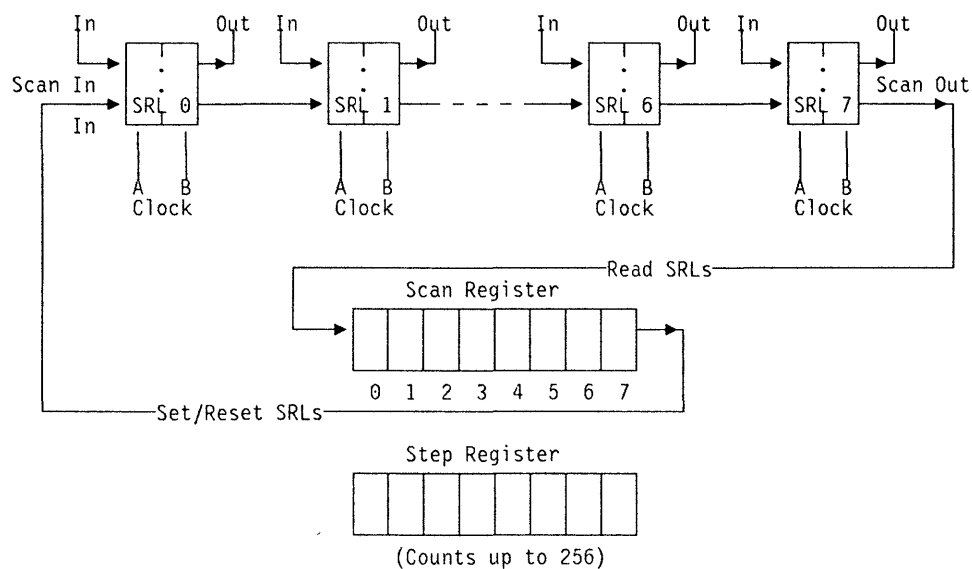 In Out In Out In Out In Out
Scan In Scan Out
SRL 0 SRL 1 SRL 6 SRL 7
In
A B A B A B A B
Clock Clock Clock Clock
Read SRLs
Scan Register
0 1 2 3 4 5 6 7
Set/Reset SRLs
Step Register
(Counts up to 256)